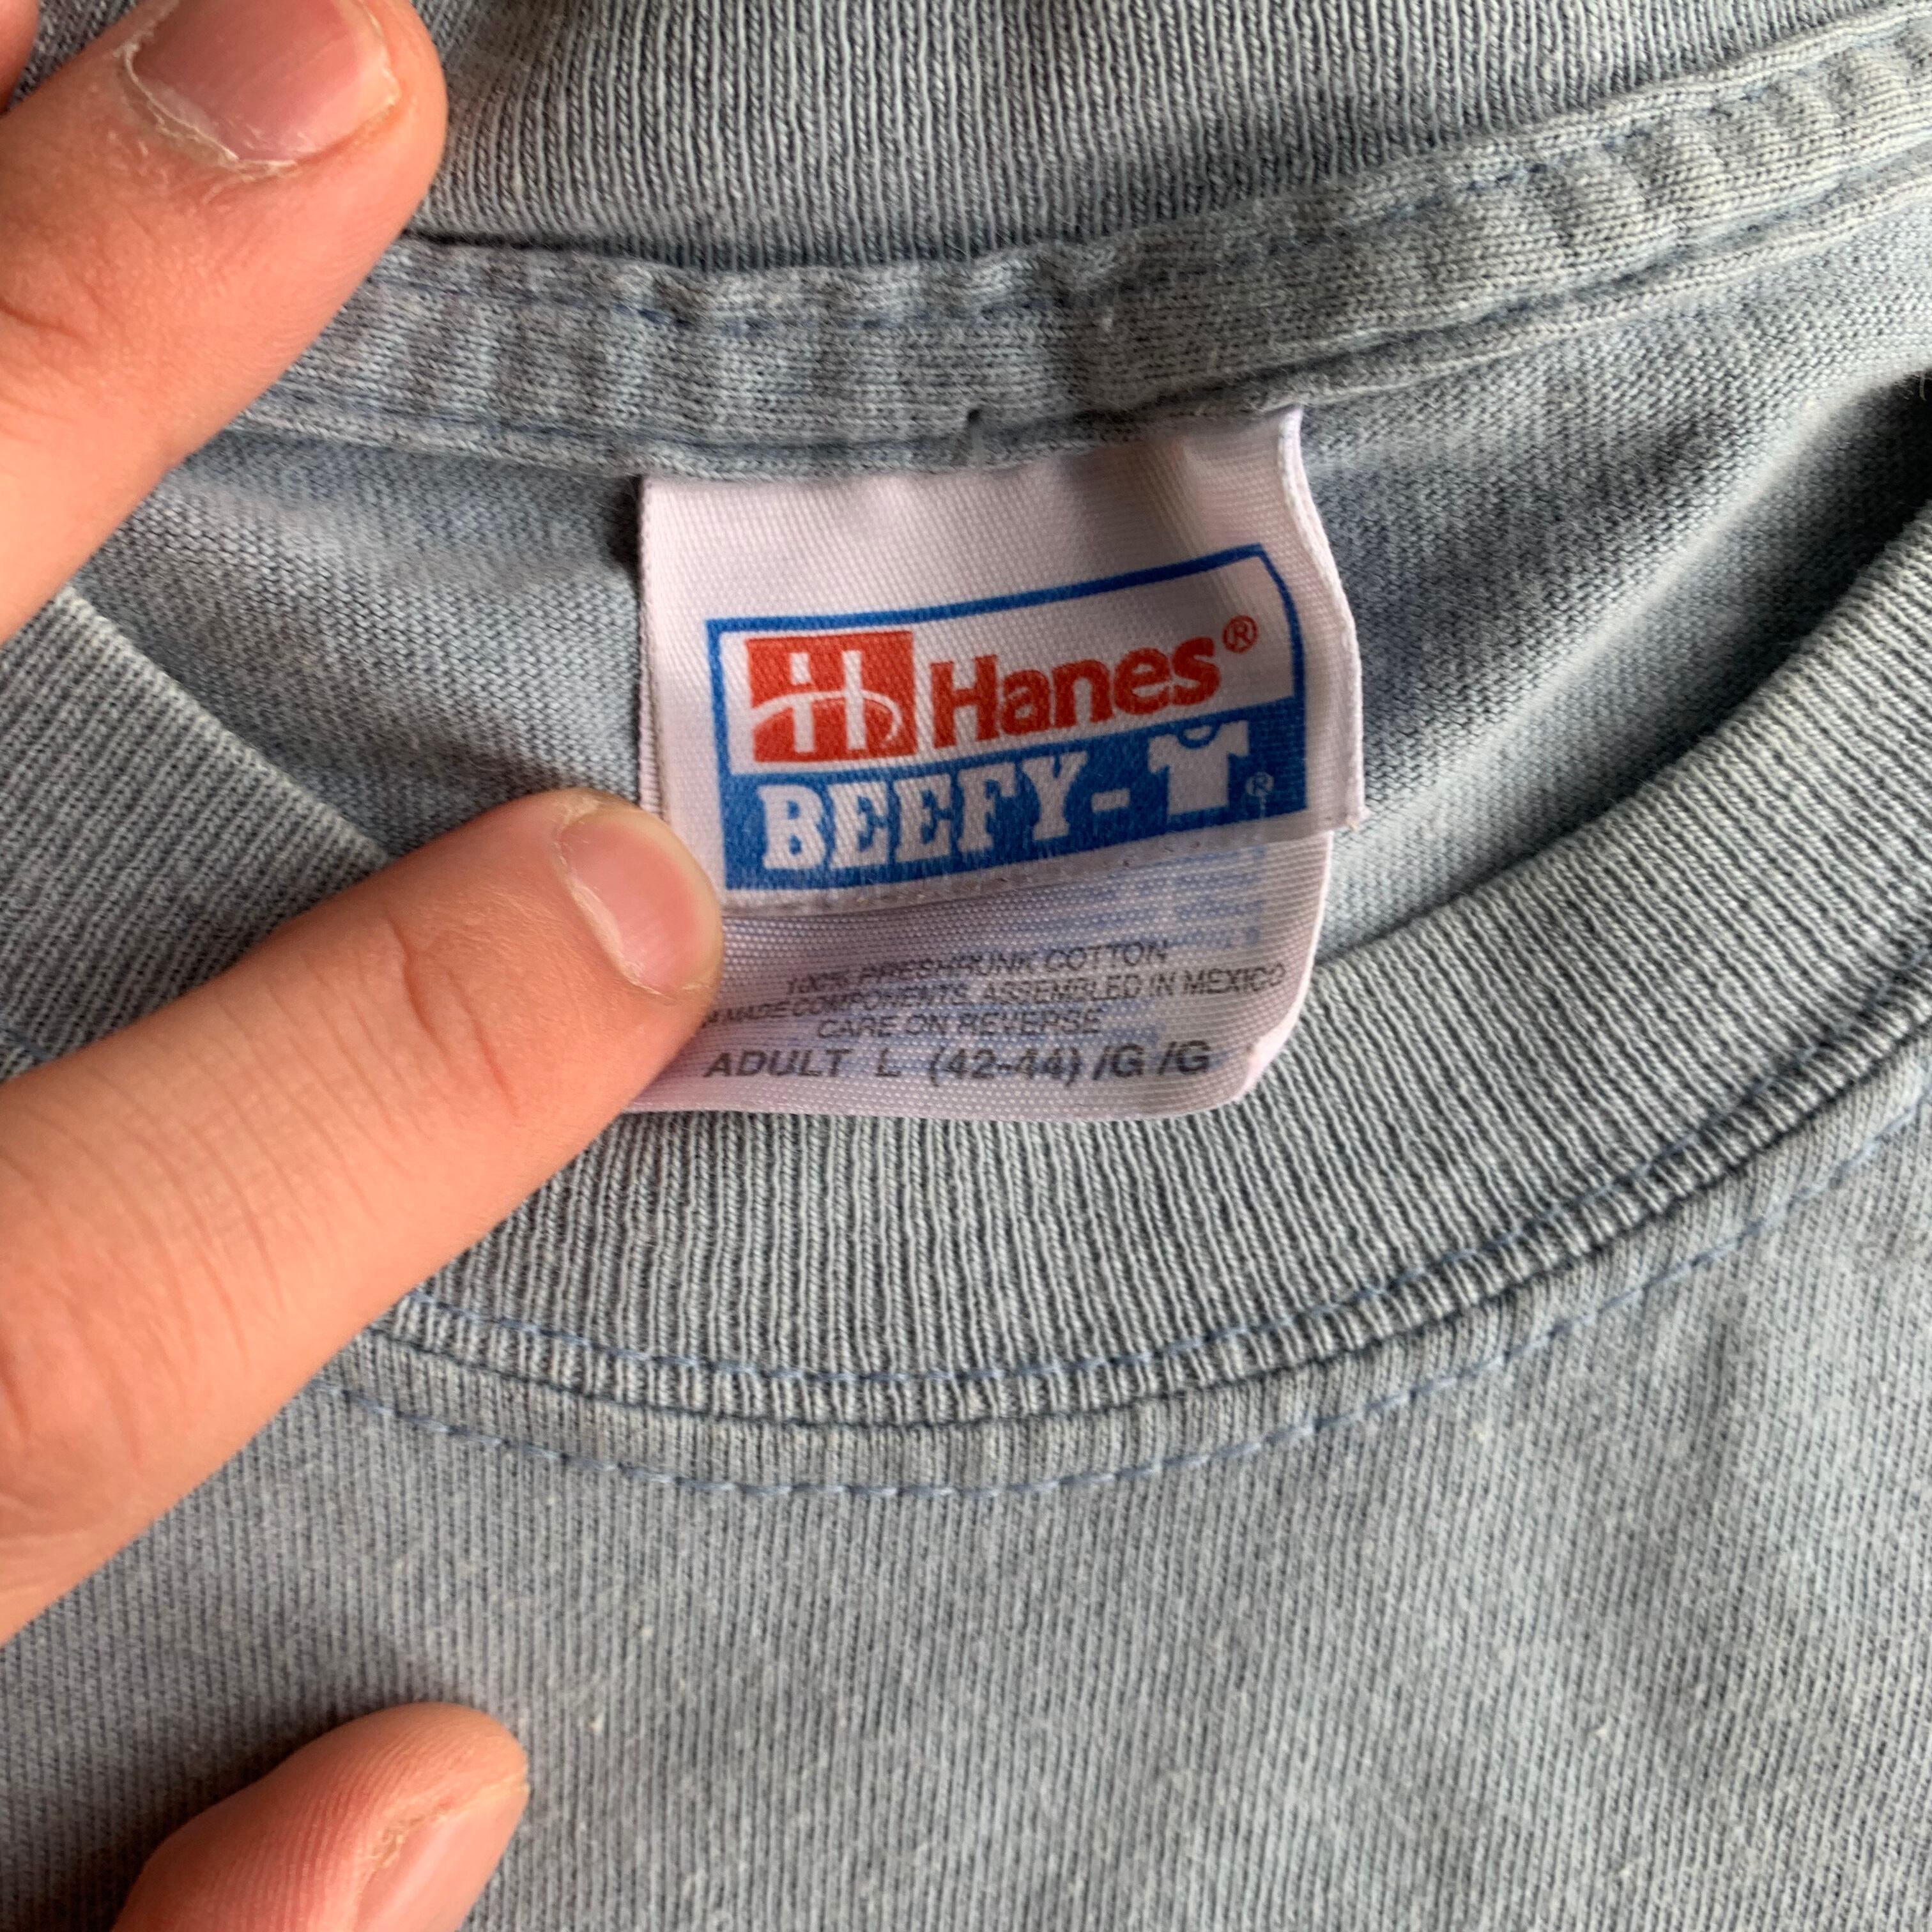 Hanes®
BEEFY-T®
100% PRESHRUNK COTTON
MADE COMPONENTS. ASSEMBLED IN MEXICO
CARE ON REVERSE
ADULT L (42-44) /G /G